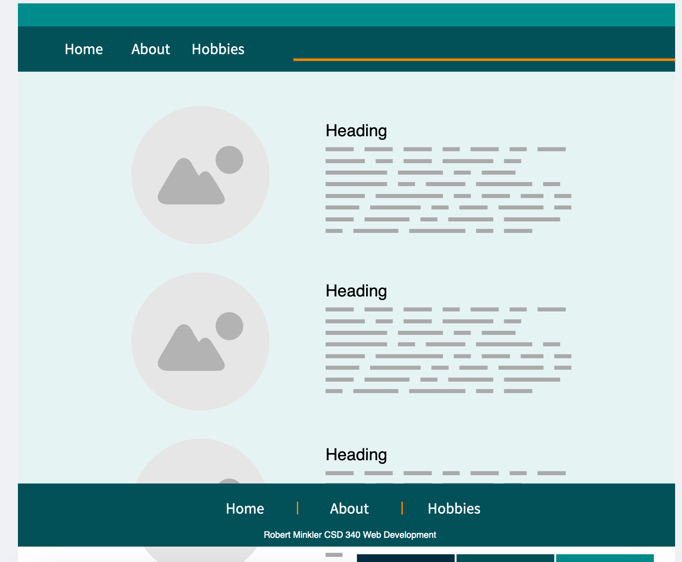 Home About Hobbies
Heading
Heading
Heading
Home | About | Hobbies
Robert Minkler CSD 340 Web Development